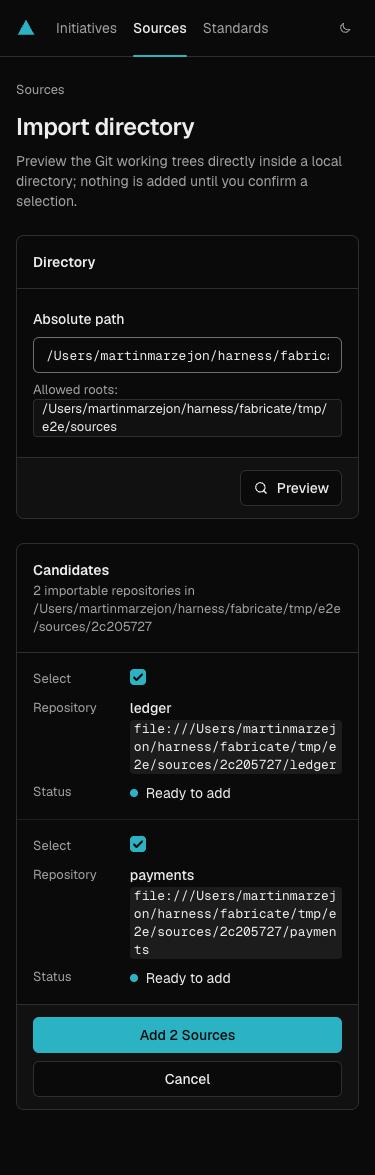 Initiatives Sources Standards
Sources
Import directory
Preview the Git working trees directly inside a local
directory; nothing is added until you confirm a
selection.
Directory
Absolute path
/Users/martinmarzejon/harness/fabrica
Allowed roots:
/Users/martinmarzejon/harness/fabricate/tmp/
e2e/sources
Preview
Candidates
2 importable repositories in
/Users/martinmarzejon/harness/fabricate/tmp/e2e
/sources/2c205727
Select
Repository ledger
file:///Users/martinmarzej
on/harness/fabricate/tmp/e
2e/sources/2c205727/ledger
Status Ready to add
Select
Repository payments
file:///Users/martinmarzej
on/harness/fabricate/tmp/e
2e/sources/2c205727/paymen
ts
Status Ready to add
Add 2 Sources
Cancel